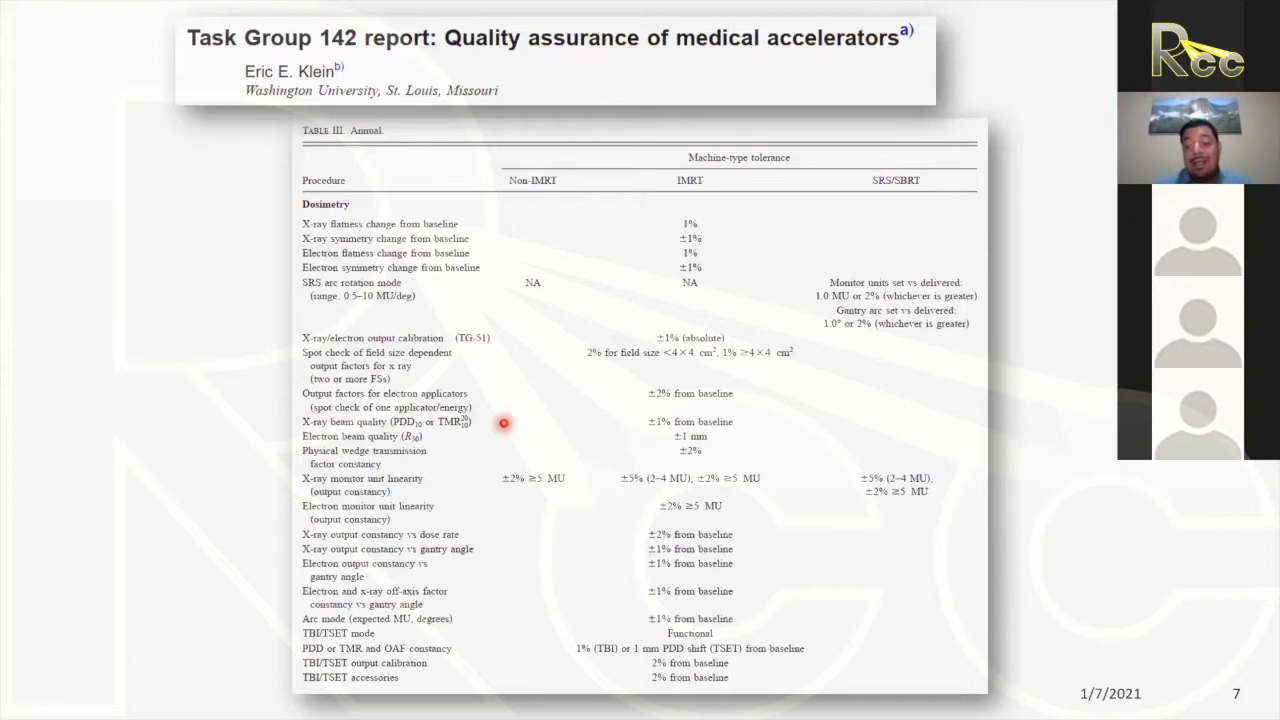 Task Group 142 report: Quality assurance of medical accelerators a)
Eric E. Klein b)
Washington University, St. Louis, Missouri
Rcc
TABLE III. Annual.
Machine-type tolerance
Procedure Non-IMRT IMRT SRS/SBRT
Dosimetry
X-ray flatness change from baseline 1%
X-ray symmetry change from baseline ±1%
Electron flatness change from baseline 1%
Electron symmetry change from baseline ±1%
SRS arc rotation mode NA NA Monitor units set vs delivered:
(range: 0.5–10 MU/deg) 1.0 MU or 2% (whichever is greater)
Gantry arc set vs delivered:
1.0° or 2% (whichever is greater)
X-ray/electron output calibration (TG-51) ±1% (absolute)
Spot check of field size dependent 2% for field size <4×4 cm², 1% ≥4×4 cm²
output factors for x ray
(two or more FSs)
Output factors for electron applicators ±2% from baseline
(spot check of one applicator/energy)
X-ray beam quality (PDD₁₀ or TMR²⁰₁₀) ±1% from baseline
Electron beam quality (R₅₀) ±1 mm
Physical wedge transmission ±2%
factor constancy
X-ray monitor unit linearity ±2% ≥5 MU ±5% (2–4 MU), ±2% ≥5 MU ±5% (2–4 MU),
(output constancy) ±2% ≥5 MU
Electron monitor unit linearity ±2% ≥5 MU
(output constancy)
X-ray output constancy vs dose rate ±2% from baseline
X-ray output constancy vs gantry angle ±1% from baseline
Electron output constancy vs ±1% from baseline
gantry angle
Electron and x-ray off-axis factor ±1% from baseline
constancy vs gantry angle
Arc mode (expected MU, degrees) ±1% from baseline
TBI/TSET mode Functional
PDD or TMR and OAF constancy 1% (TBI) or 1 mm PDD shift (TSET) from baseline
TBI/TSET output calibration 2% from baseline
TBI/TSET accessories 2% from baseline
1/7/2021 7